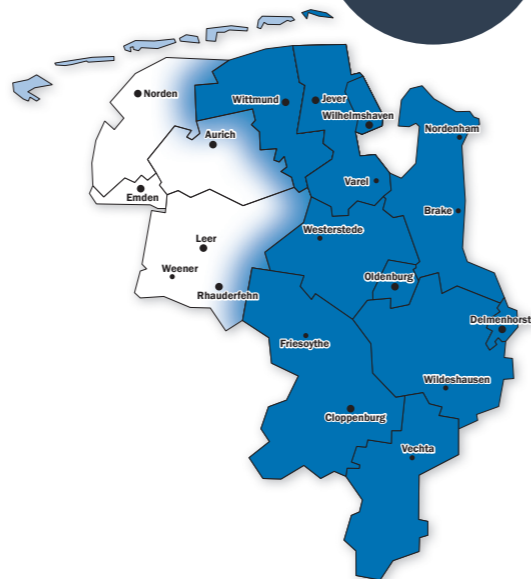 Norden
Wittmund
Jever
Wilhelmshaven
Nordenham
Aurich
Varel
Emden
Brake
Westerstede
Leer
Weener
Oldenburg
Rhauderfehn
Delmenhorst
Friesoythe
Wildeshausen
Cloppenburg
Vechta